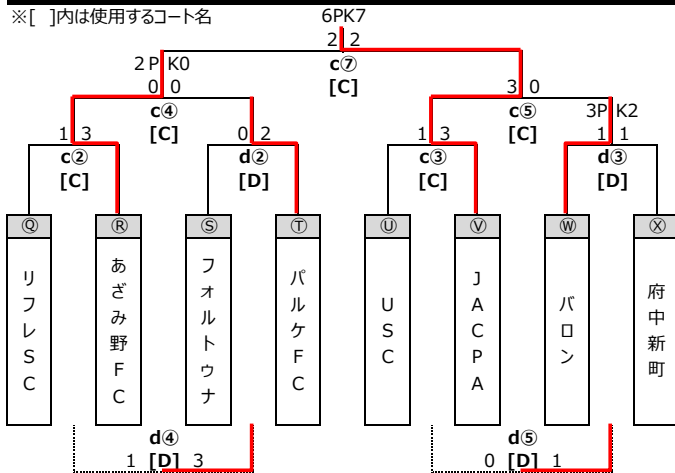 ※[　]内は使用するコート名
6PK7
2 2
c⑦
[C]
2 P K0
0 0
c④
[C]
3 0
c⑤
[C]
3P K2
1 3
c②
[C]
0 2
d②
[D]
1 3
c③
[C]
1 1
d③
[D]
Ⓠ Ⓡ Ⓢ Ⓣ Ⓤ Ⓥ Ⓦ Ⓧ
リフレSC
あざみ野FC
フォルトゥナ
パルケFC
USC
JACPA
バロン
府中新町
d④
1 [D] 3
d⑤
0 [D] 1